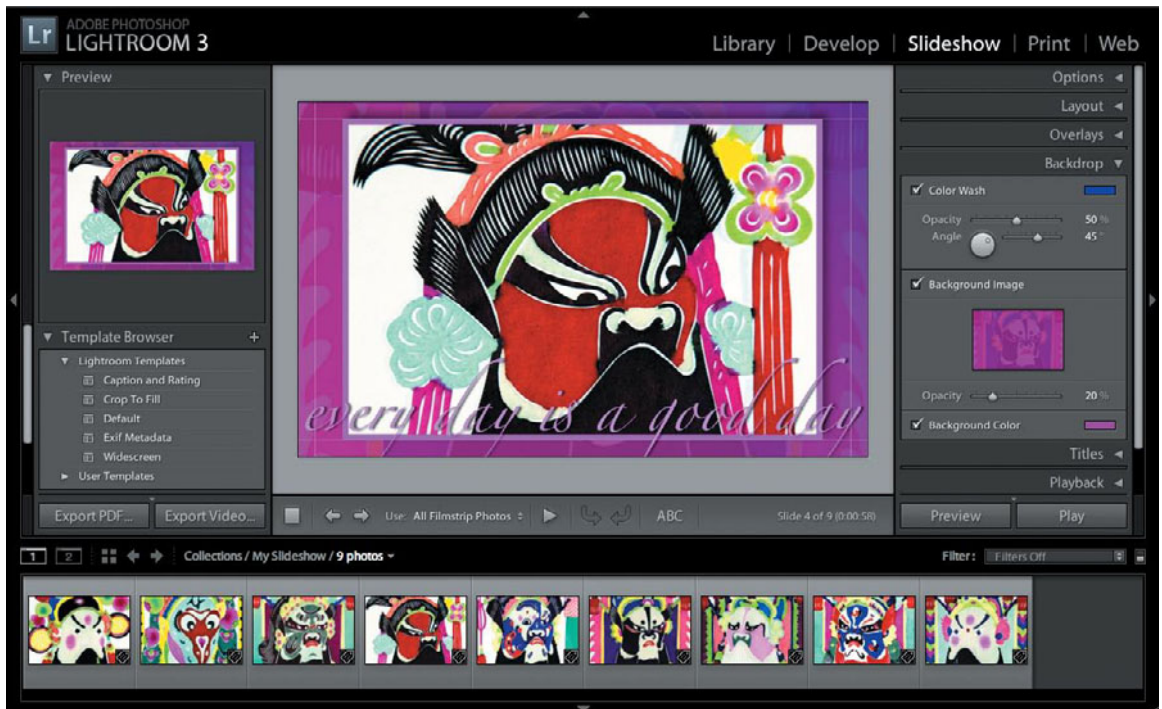 Lr
ADOBE PHOTOSHOP
LIGHTROOM 3
Library | Develop | Slideshow | Print | Web
Preview
Template Browser +
Lightroom Templates
Caption and Rating
Crop To Fill
Default
Exif Metadata
Widescreen
User Templates
Export PDF... Export Video...
every day is a good day
Use: All Filmstrip Photos
ABC
Slide 4 of 9 (0:00:58)
Options
Layout
Overlays
Backdrop
Color Wash
Opacity 50 %
Angle 45 °
Background Image
Opacity 20 %
Background Color
Titles
Playback
Preview Play
1 2
Collections / My Slideshow / 9 photos
Filter : Filters Off